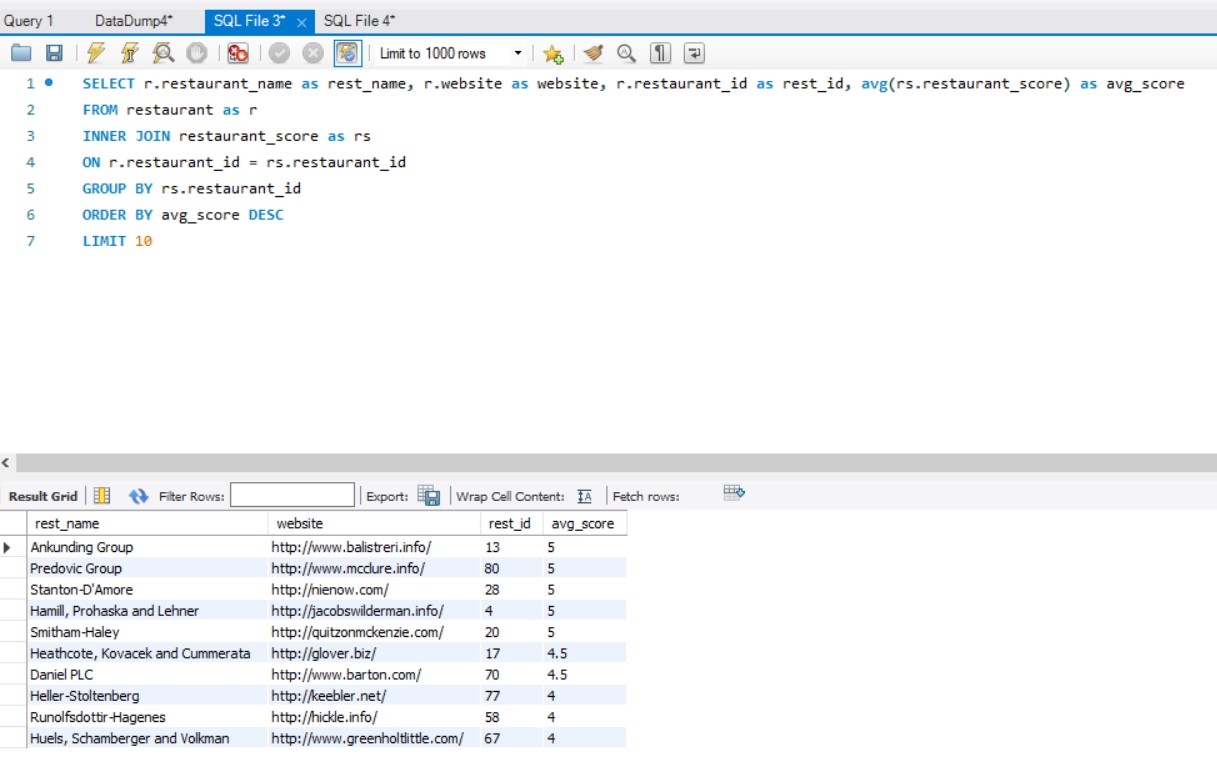 Query 1 DataDump4* SQL File 3* × SQL File 4*
Limit to 1000 rows
1 SELECT r.restaurant_name as rest_name, r.website as website, r.restaurant_id as rest_id, avg(rs.restaurant_score) as avg_score
2 FROM restaurant as r
3 INNER JOIN restaurant_score as rs
4 ON r.restaurant_id = rs.restaurant_id
5 GROUP BY rs.restaurant_id
6 ORDER BY avg_score DESC
7 LIMIT 10
Result Grid Filter Rows: Export: Wrap Cell Content: IA Fetch rows:
rest_name website rest_id avg_score
Ankunding Group http://www.balistreri.info/ 13 5
Predovic Group http://www.mcclure.info/ 80 5
Stanton-D'Amore http://nienow.com/ 28 5
Hamill, Prohaska and Lehner http://jacobswilderman.info/ 4 5
Smitham-Haley http://quitzonmckenzie.com/ 20 5
Heathcote, Kovacek and Cummerata http://glover.biz/ 17 4.5
Daniel PLC http://www.barton.com/ 70 4.5
Heller-Stoltenberg http://keebler.net/ 77 4
Runolfsdottir-Hagenes http://hickle.info/ 58 4
Huels, Schamberger and Volkman http://www.greenholtlittle.com/ 67 4